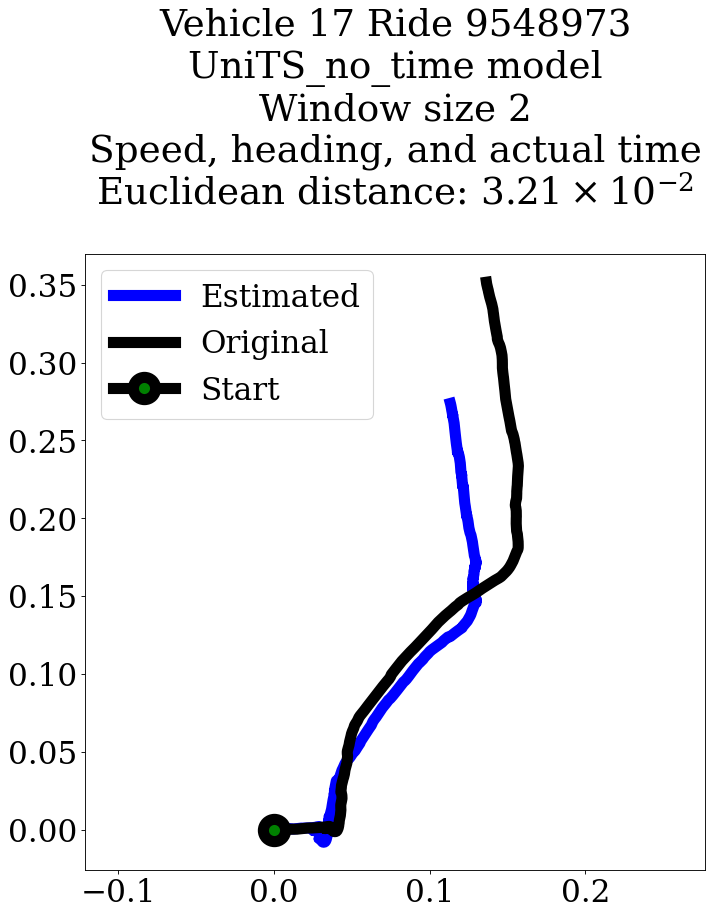 Vehicle 17 Ride 9548973
UniTS_no_time model
Window size 2
Speed, heading, and actual time
Euclidean distance: 3.21 × 10⁻²
Estimated
Original
Start
0.35
0.30
0.25
0.20
0.15
0.10
0.05
0.00
−0.1 0.0 0.1 0.2